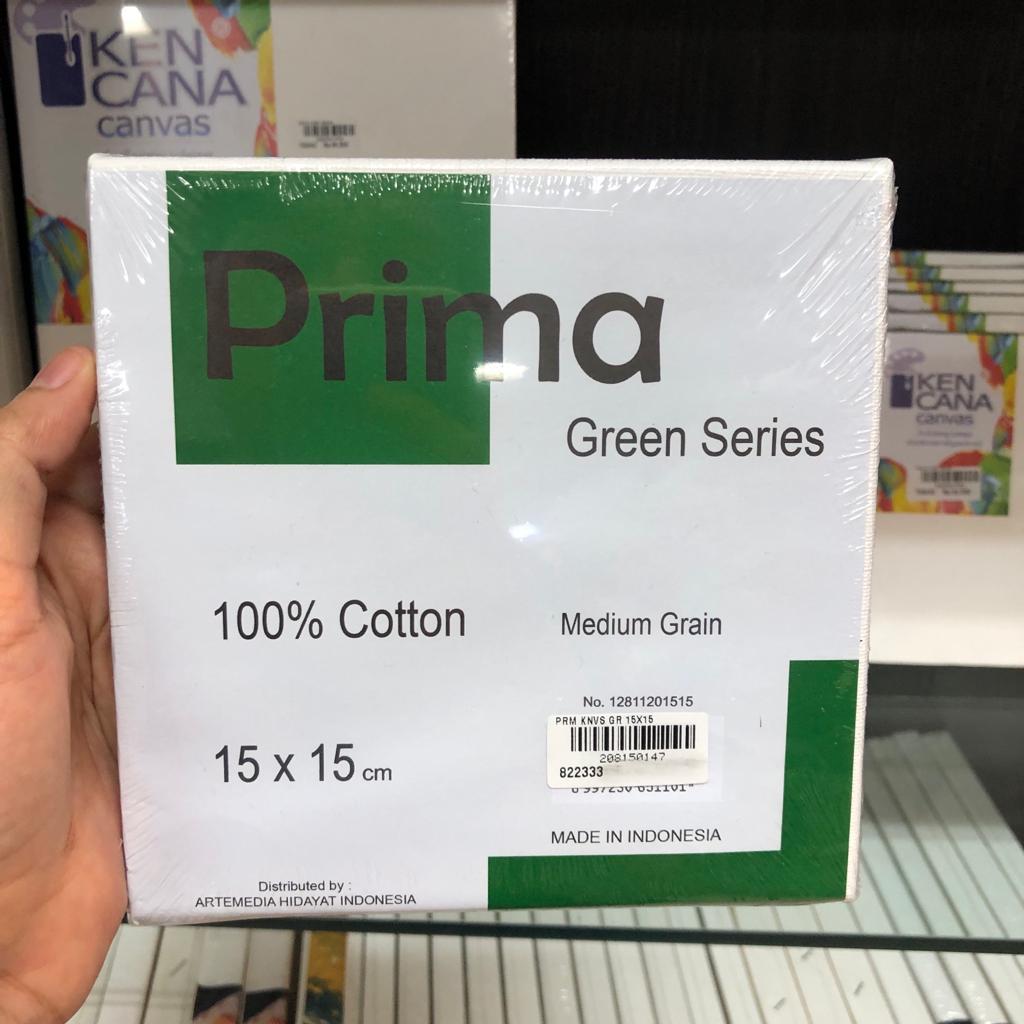 KEN
CANA
canvas
Prima
Green Series
100% Cotton
Medium Grain
No. 12811201515
PRM KNVS GR 15X15
208150147
822333
15 x 15 cm
MADE IN INDONESIA
Distributed by :
ARTEMEDIA HIDAYAT INDONESIA
KEN
CANA
canvas